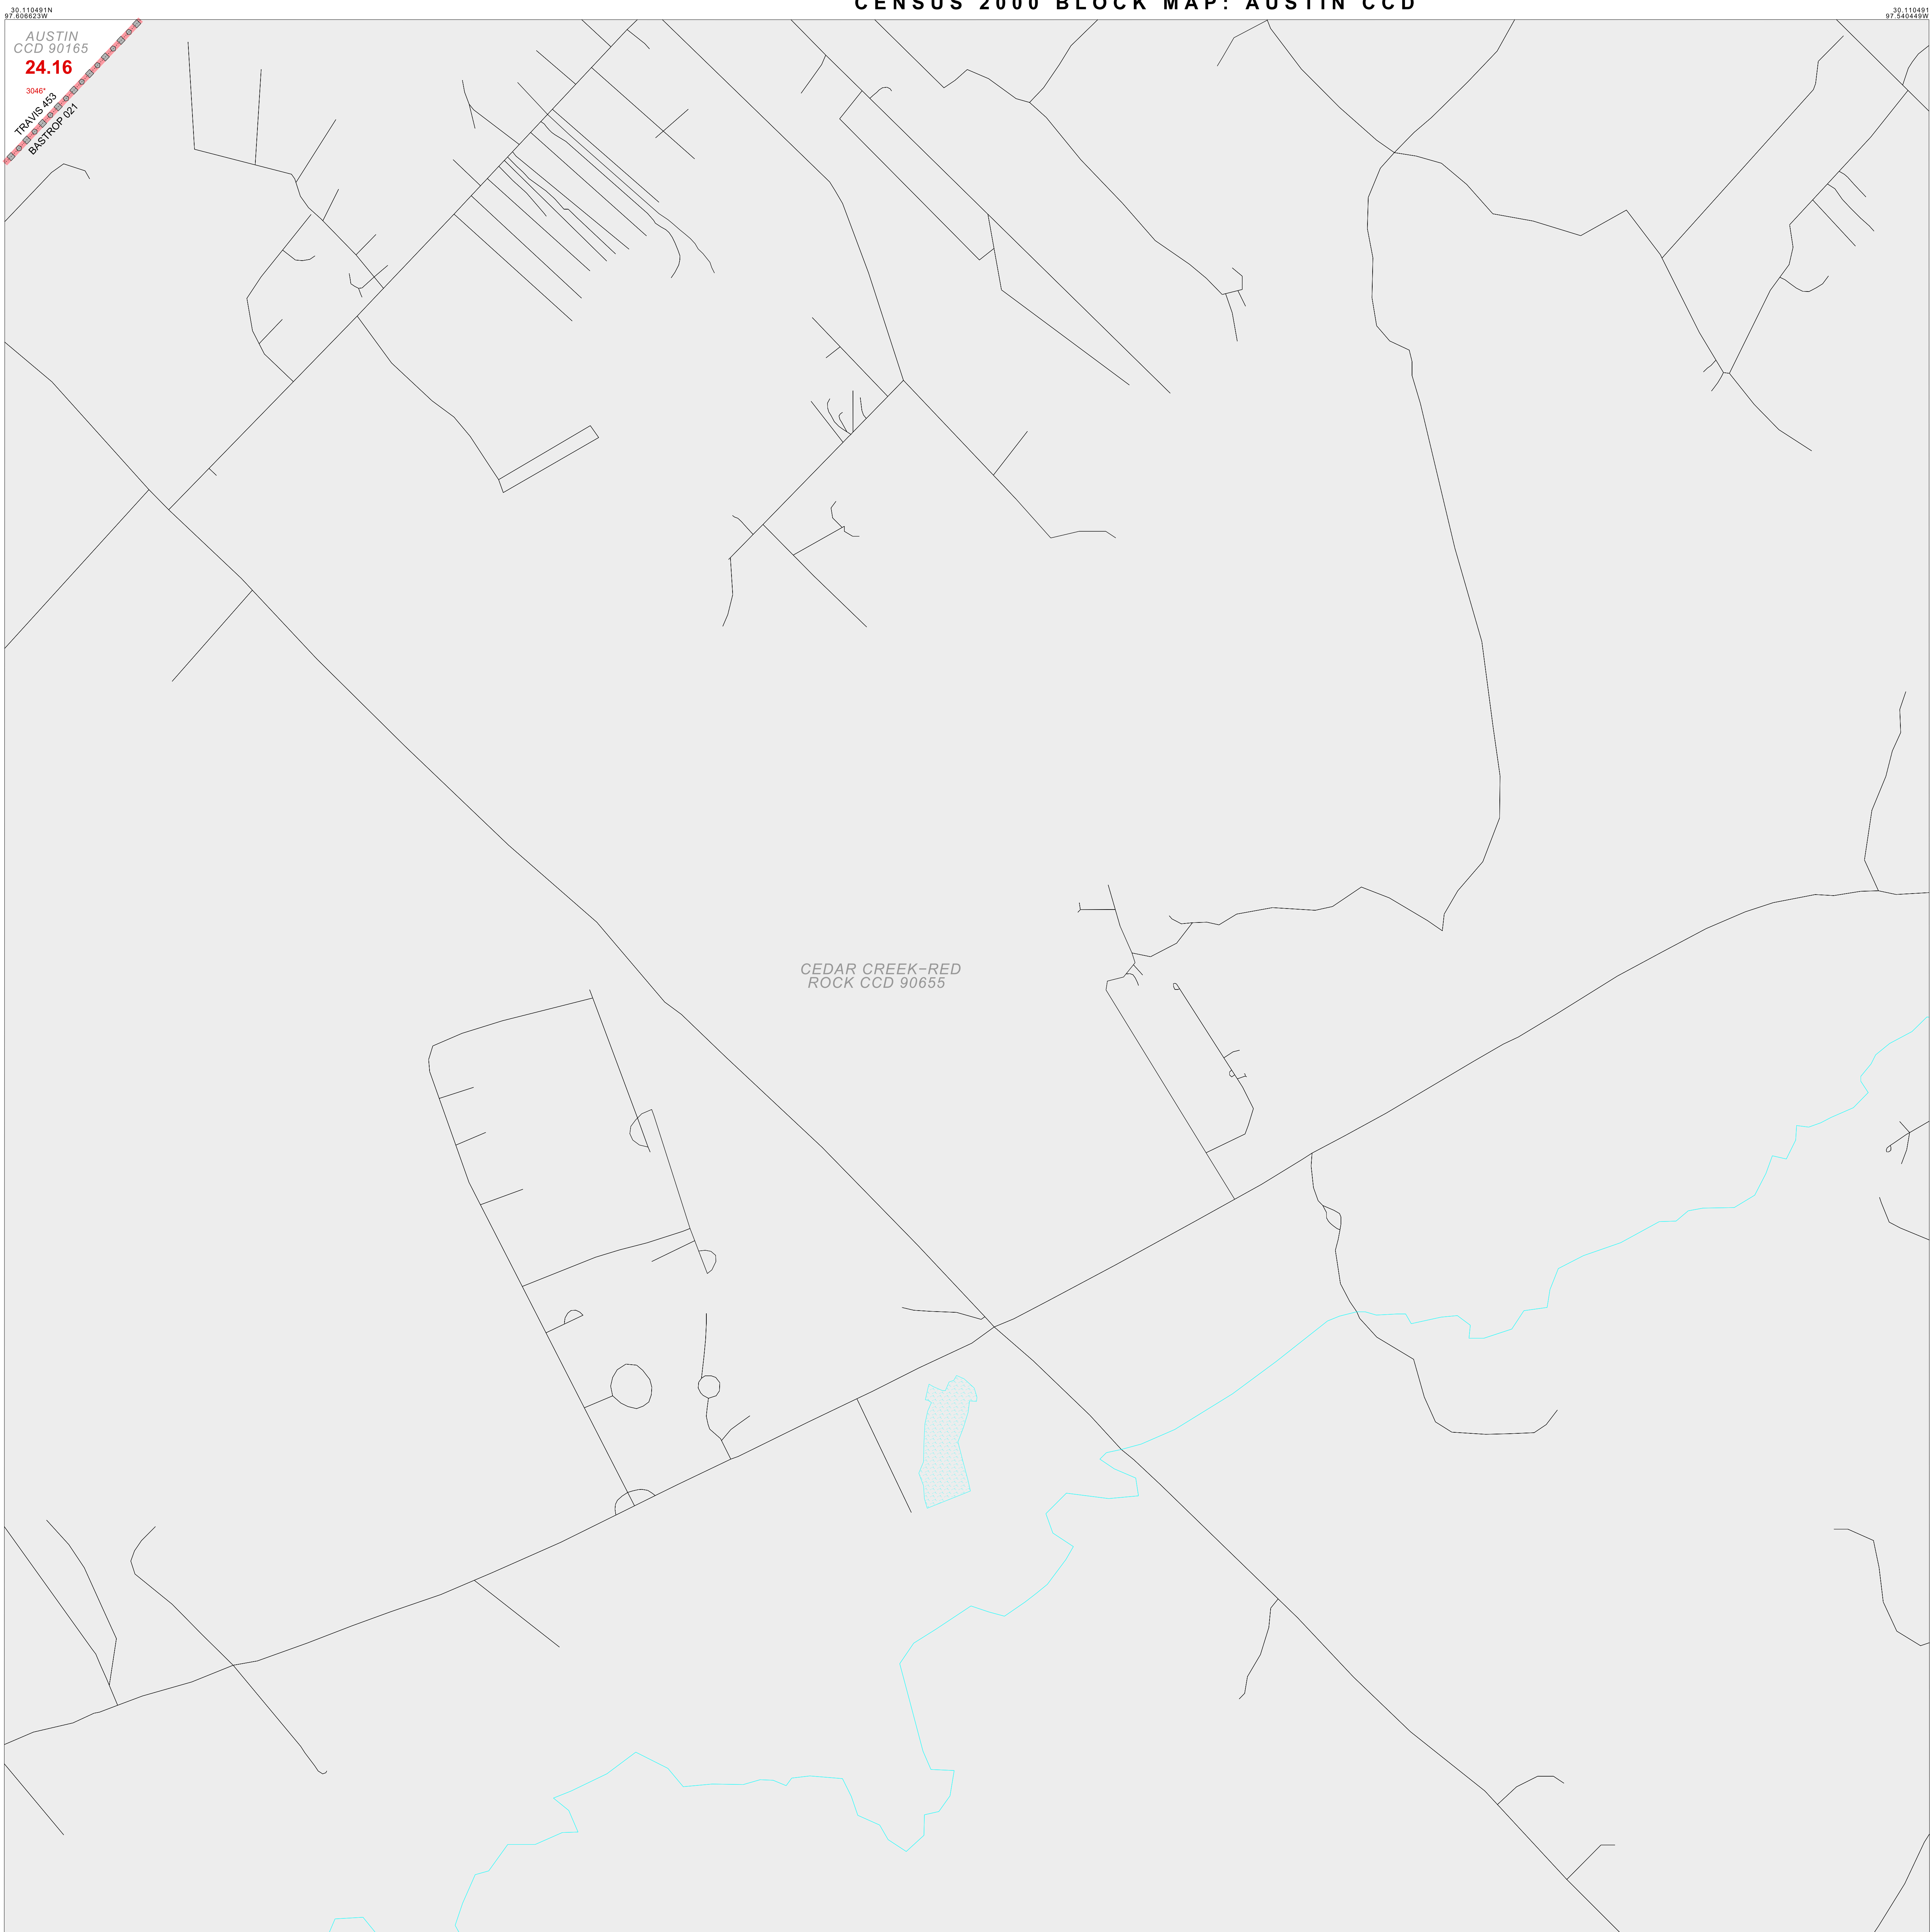 CENSUS 2000 BLOCK MAP: AUSTIN CCD
30.110491N
97.606623W
30.110491
97.540449W
AUSTIN
CCD 90165
24.16
3046*
TRAVIS 453
BASTROP 021
CEDAR CREEK−RED
ROCK CCD 90655